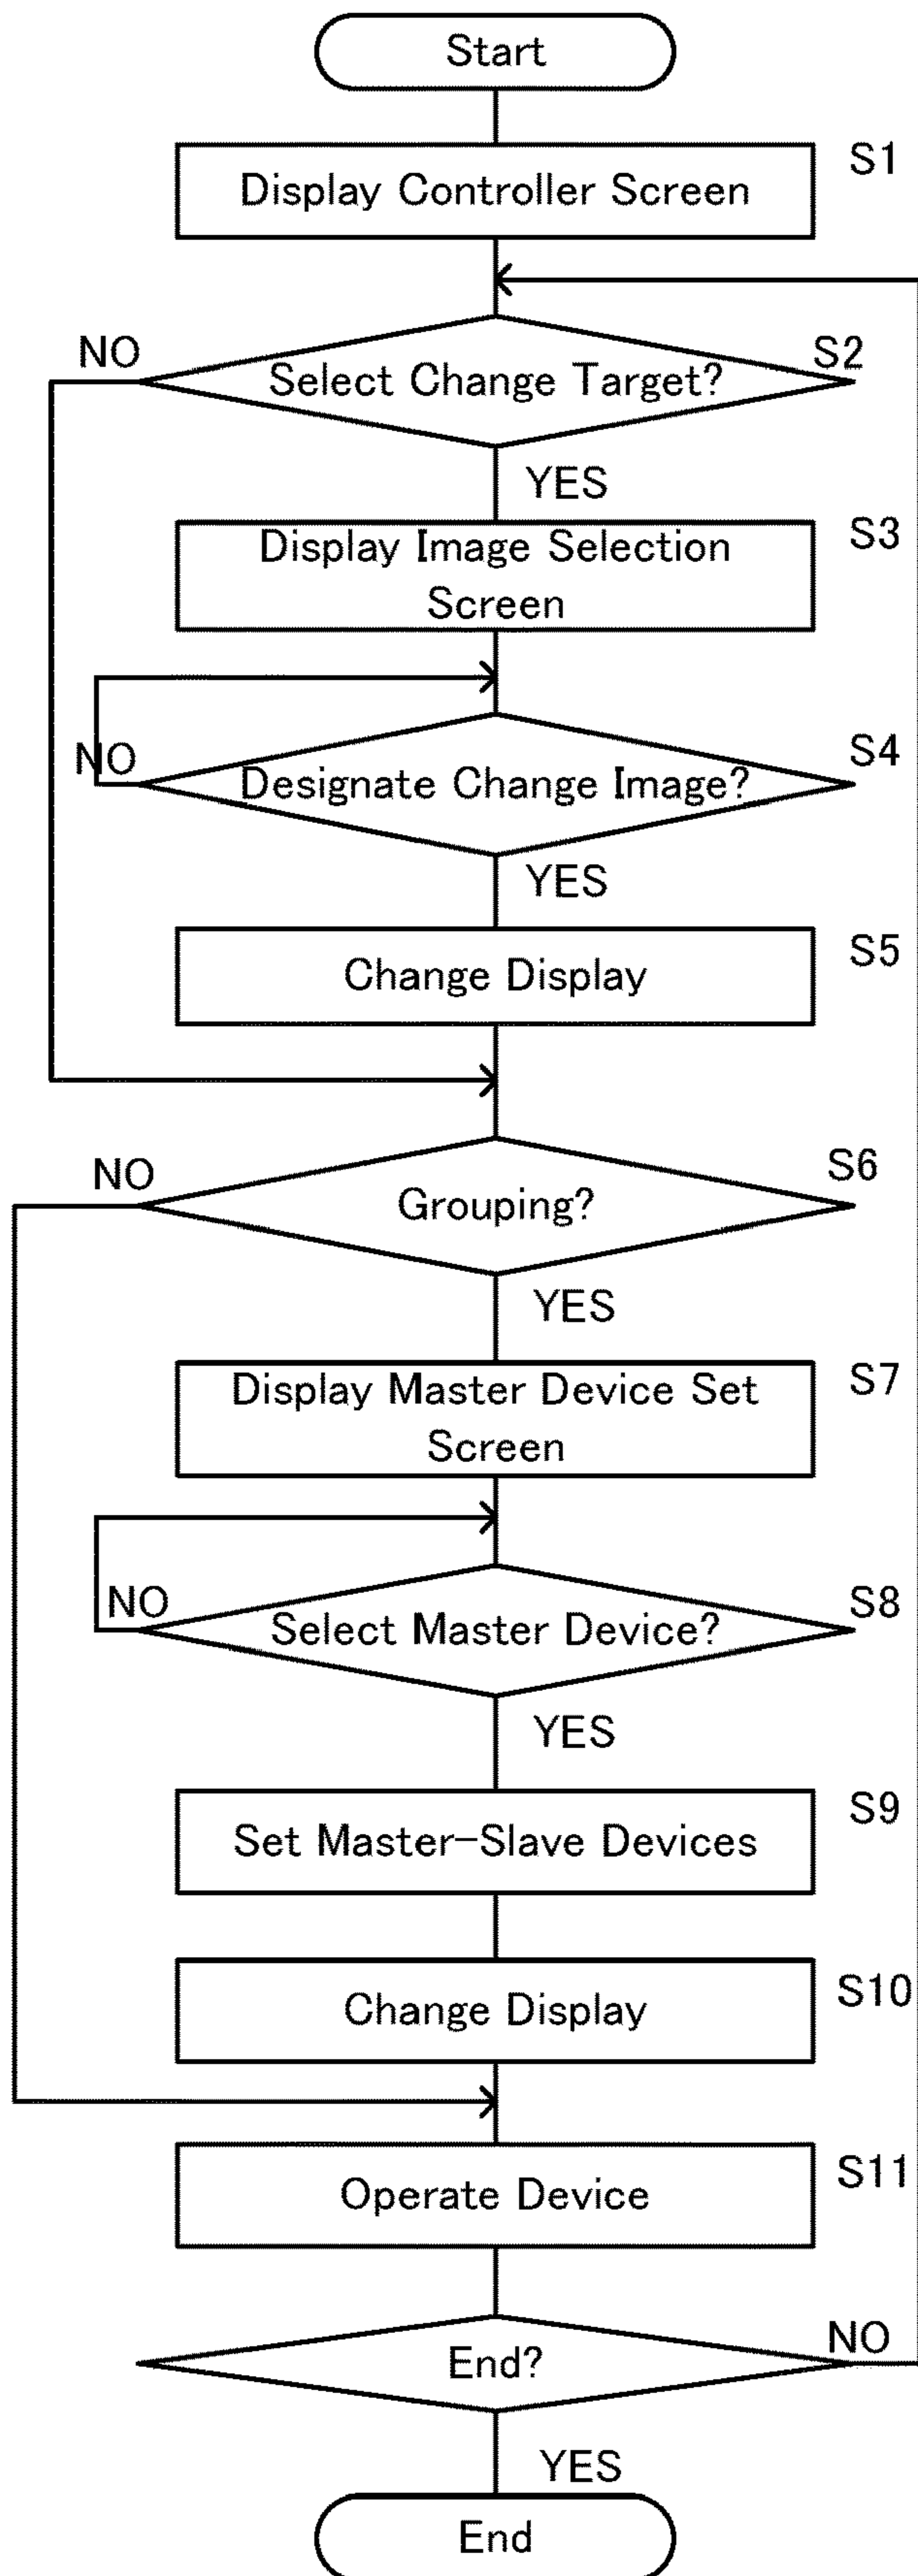 Start
S1
Display Controller Screen
NO
S2
Select Change Target?
YES
S3
Display Image Selection
Screen
S4
NO
Designate Change Image?
YES
S5
Change Display
NO
S6
Grouping?
YES
S7
Display Master Device Set
Screen
NO
S8
Select Master Device?
YES
S9
Set Master-Slave Devices
S10
Change Display
S11
Operate Device
NO
End?
YES
End